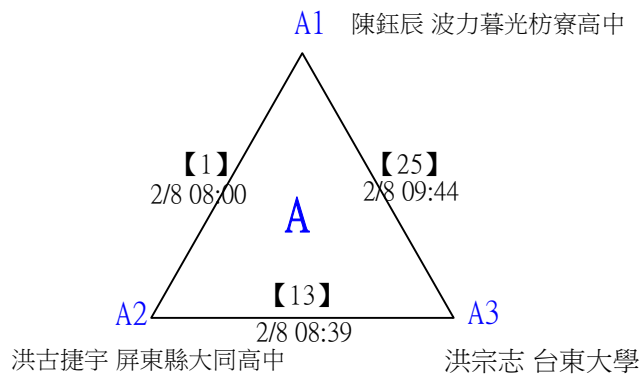 A1 陳鈺辰 波力暮光枋寮高中
【1】
2/8 08:00
【25】
2/8 09:44
A
【13】
2/8 08:39
A2
A3
洪古捷宇 屏東縣大同高中
洪宗志 台東大學